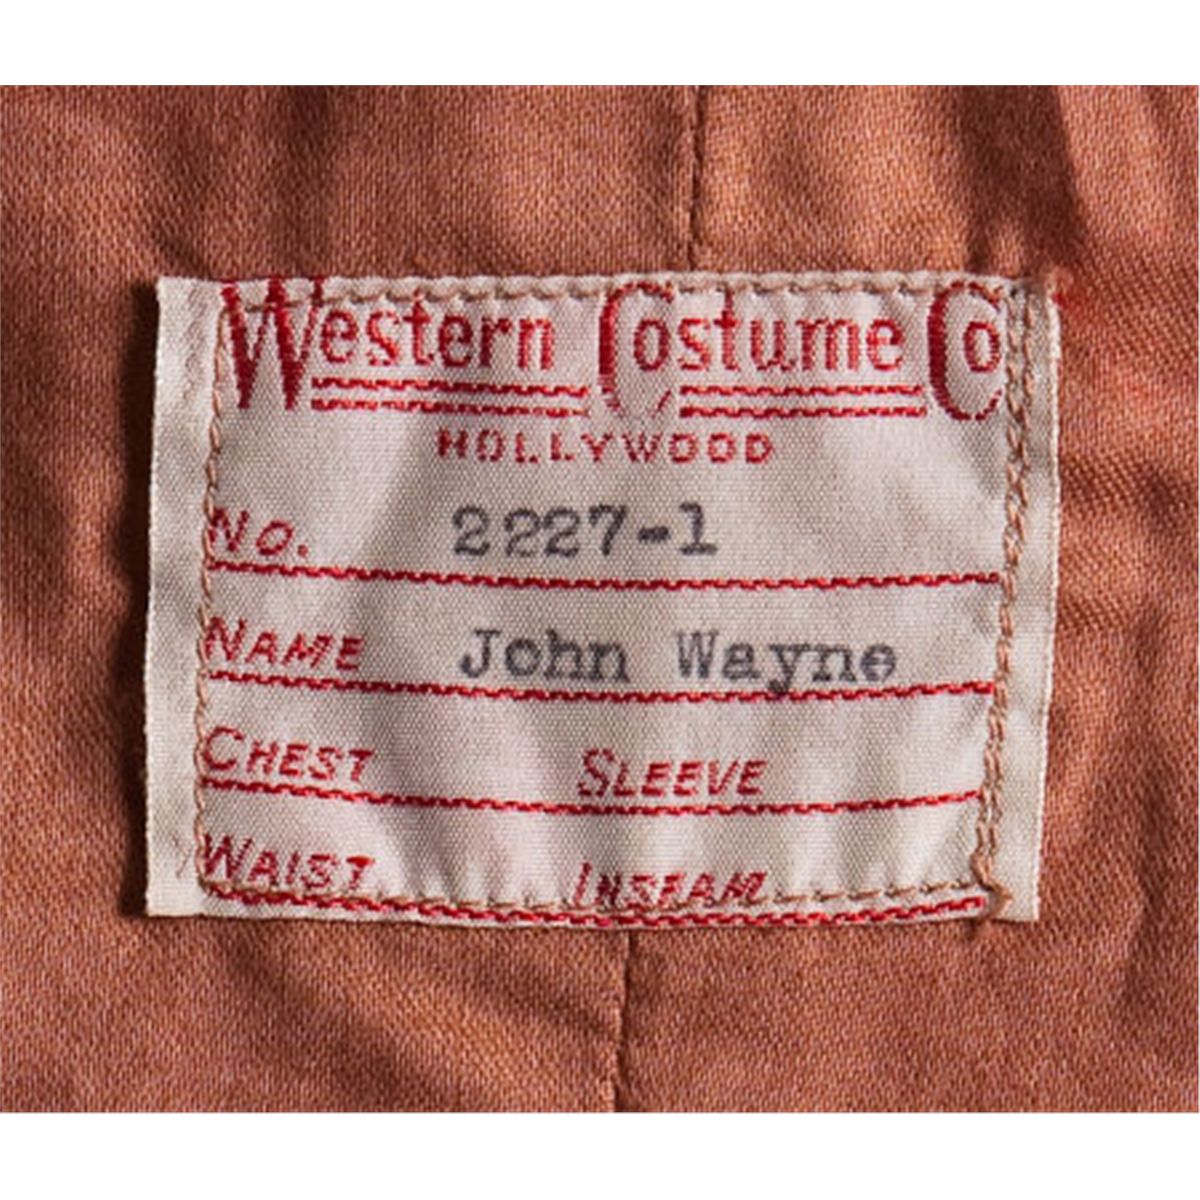 Western Costume Co
HOLLYWOOD
No. 2227-1
NAME John Wayne
CHEST SLEEVE
WAIST INSEAM